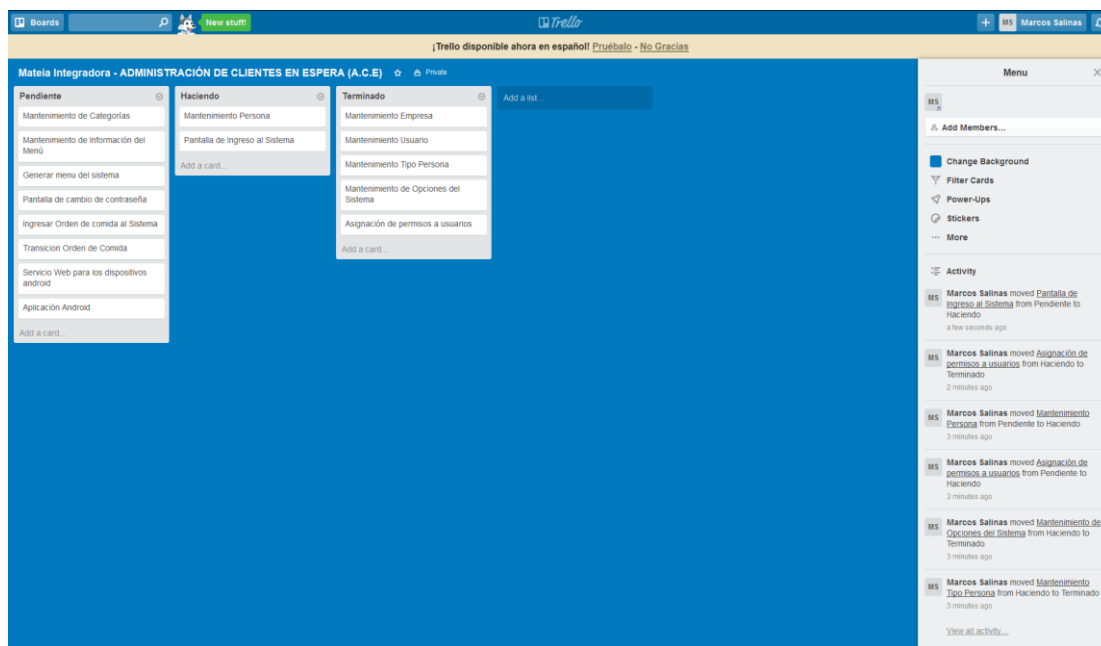 Boards
New stuff!
Trello
MS Marcos Salinas
¡Trello disponible ahora en español! Pruébalo - No Gracias
Mateia Integradora - ADMINISTRACIÓN DE CLIENTES EN ESPERA (A.C.E) Private
Pendiente
Mantenimiento de Categorías
Mantenimiento de Información del
Menú
Generar menu del sistema
Pantalla de cambio de contraseña
Ingresar Orden de comida al Sistema
Transicion Orden de Comida
Servicio Web para los dispositivos
android
Aplicación Android
Add a card...
Haciendo
Mantenimiento Persona
Pantalla de Ingreso al Sistema
Add a card...
Terminado
Mantenimiento Empresa
Mantenimiento Usuario
Mantenimiento Tipo Persona
Mantenimiento de Opciones del
Sistema
Asignación de permisos a usuarios
Add a card...
Add a list...
Menu
MS
Add Members...
Change Background
Filter Cards
Power-Ups
Stickers
More
Activity
MS Marcos Salinas moved Pantalla de
Ingreso al Sistema from Pendiente to
Haciendo
a few seconds ago
MS Marcos Salinas moved Asignación de
permisos a usuarios from Haciendo to
Terminado
2 minutes ago
MS Marcos Salinas moved Mantenimiento
Persona from Pendiente to Haciendo
3 minutes ago
MS Marcos Salinas moved Asignación de
permisos a usuarios from Pendiente to
Haciendo
3 minutes ago
MS Marcos Salinas moved Mantenimiento de
Opciones del Sistema from Haciendo to
Terminado
3 minutes ago
MS Marcos Salinas moved Mantenimiento
Tipo Persona from Haciendo to Terminado
3 minutes ago
View all activity...